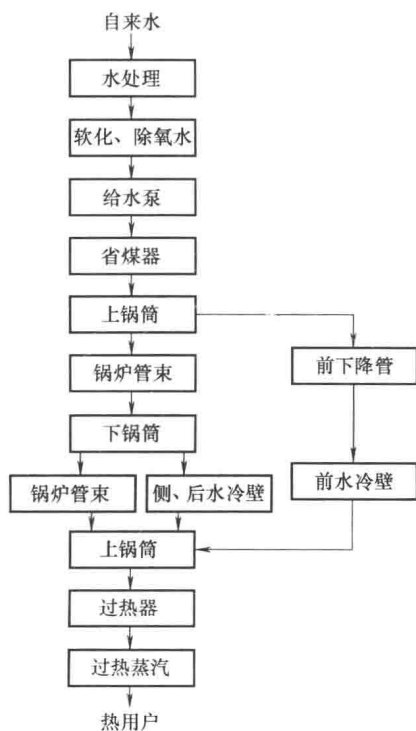 自来水
水处理
软化、除氧水
给水泵
省煤器
上锅筒
锅炉管束
前下降管
下锅筒
锅炉管束
侧、后水冷壁
前水冷壁
上锅筒
过热器
过热蒸汽
热用户